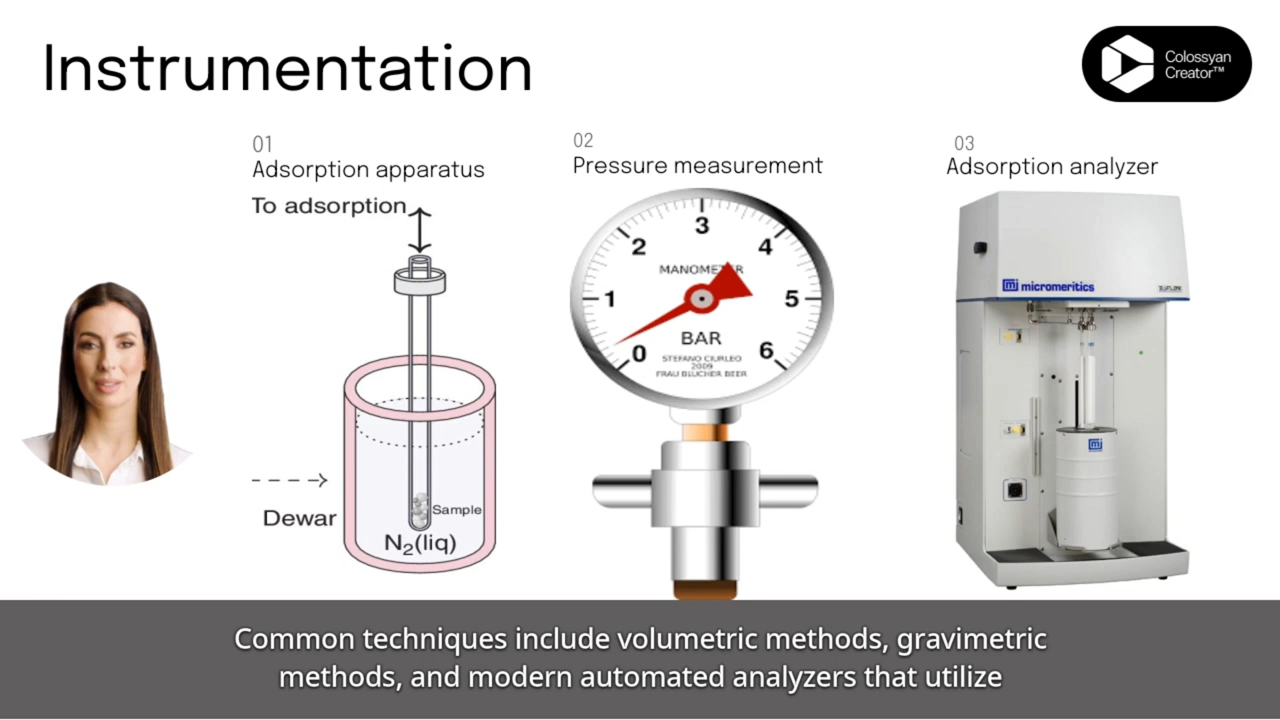 Instrumentation
Colossyan
Creator™
01
Adsorption apparatus
To adsorption
Dewar
Sample
N₂(liq)
02
Pressure measurement
0
1
2
3
4
5
6
MANOMETER
BAR
STEFANO CIURLEO
2009
FRAU BLUCHER BEER
03
Adsorption analyzer
mi micromeritics
Common techniques include volumetric methods, gravimetric
methods, and modern automated analyzers that utilize